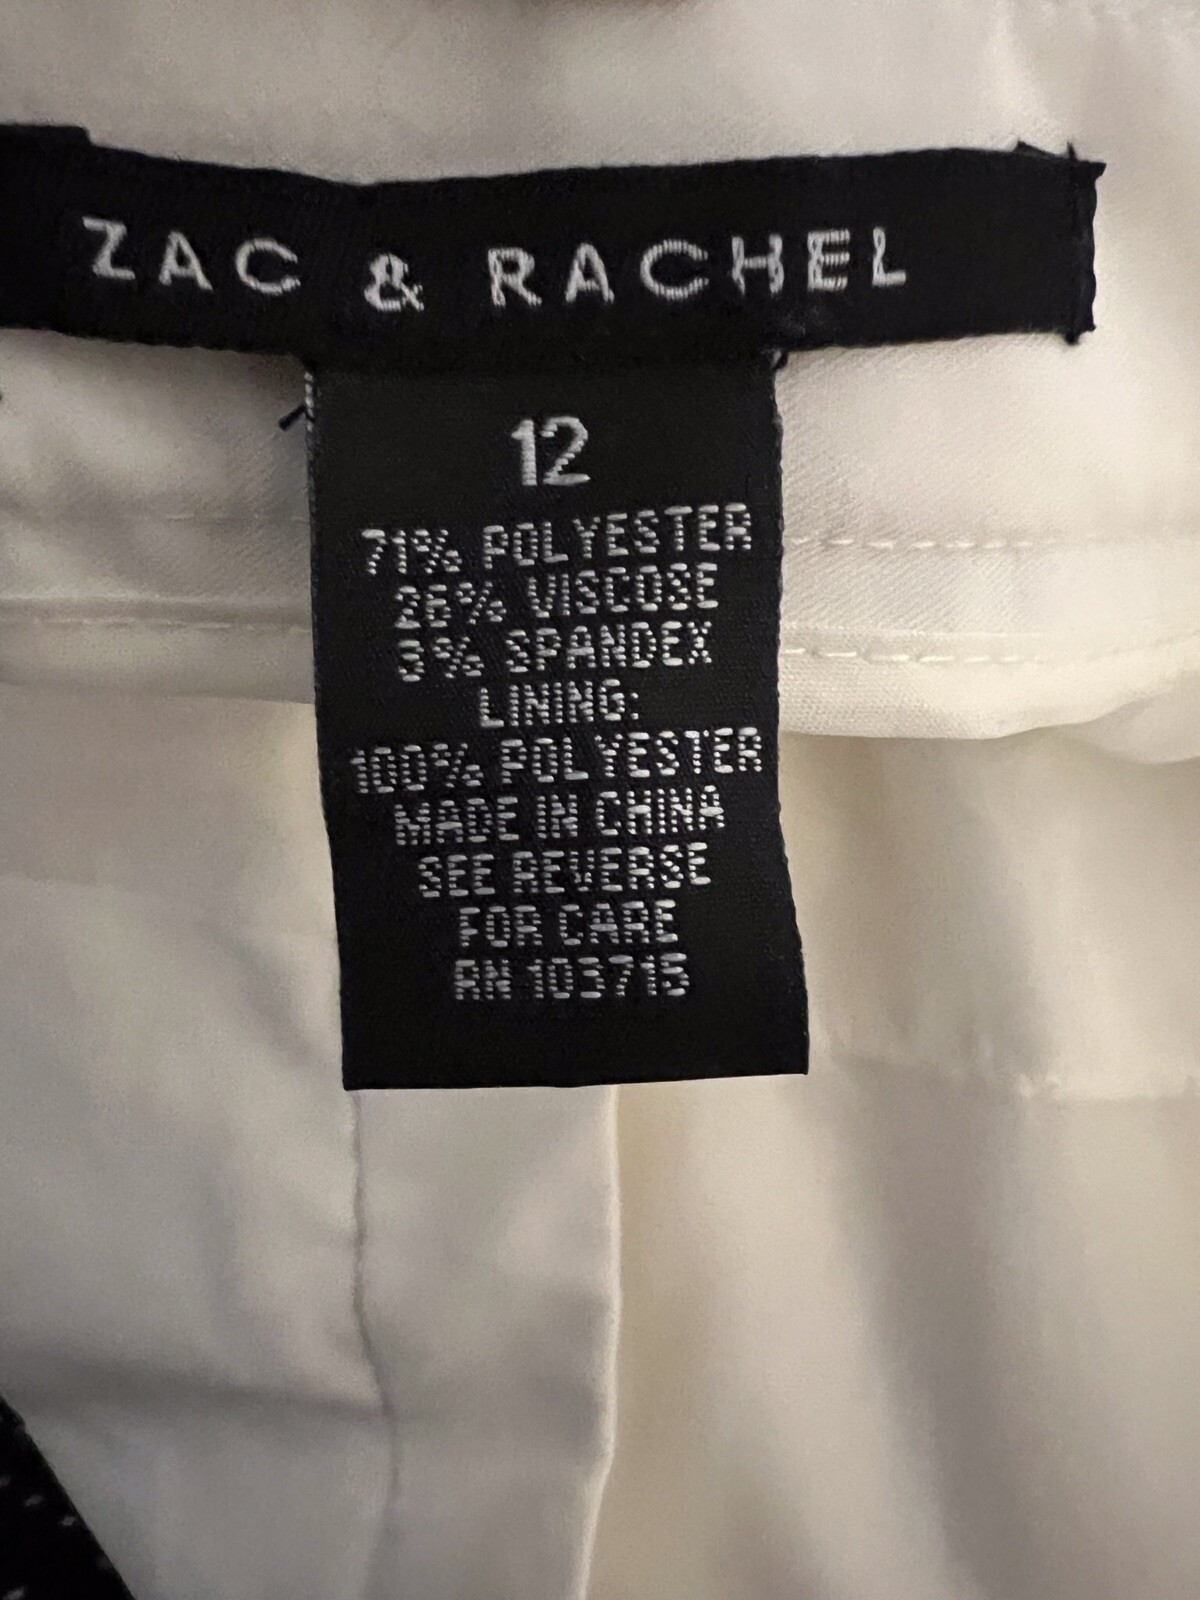 ZAC & RACHEL
12
71% POLYESTER
26% VISCOSE
3% SPANDEX
LINING:
100% POLYESTER
MADE IN CHINA
SEE REVERSE
FOR CARE
RN 103715